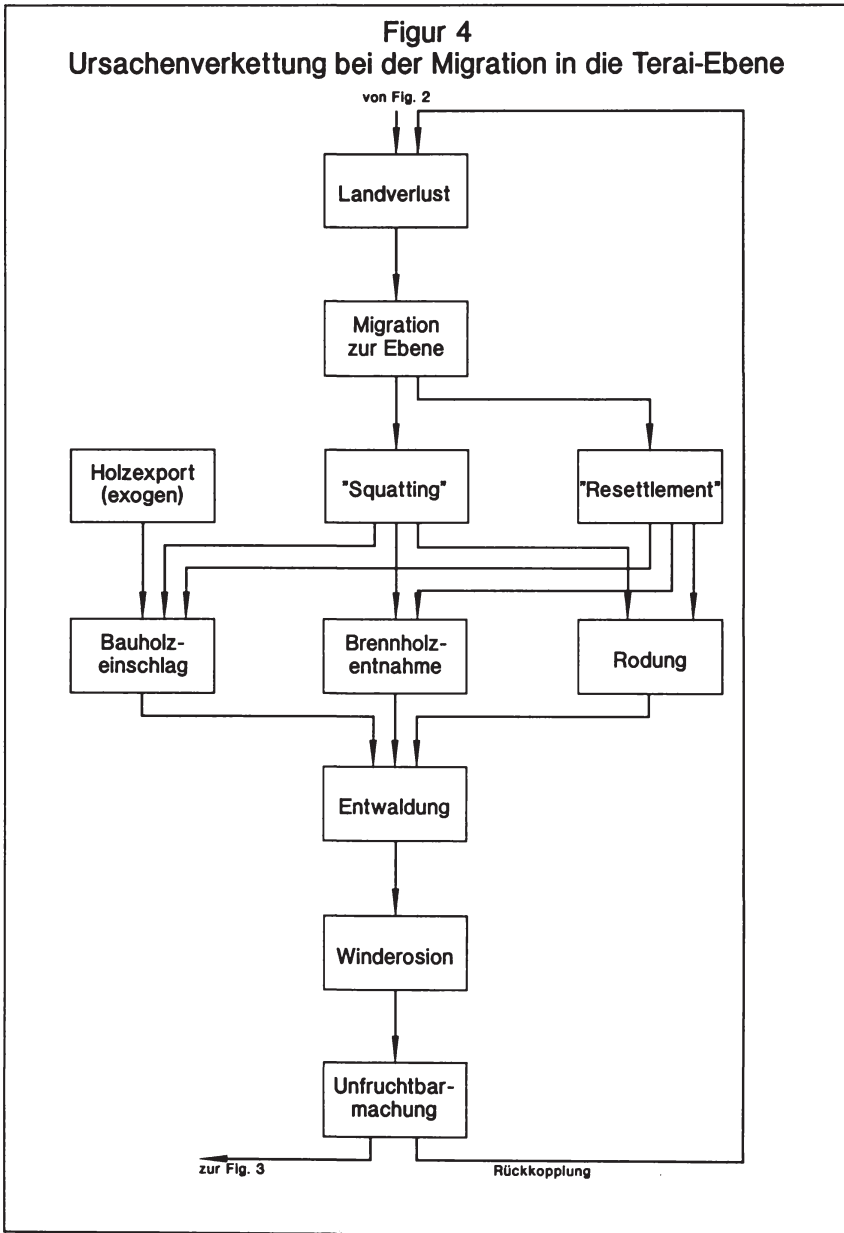 Figur 4
Ursachenverkettung bei der Migration in die Terai-Ebene
von Fig. 2
Landverlust
Migration
zur Ebene
Holzexport
(exogen)
"Squatting"
"Resettlement"
Bauholz-
einschlag
Brennholz-
entnahme
Rodung
Entwaldung
Winderosion
Unfruchtbar-
machung
zur Fig. 3
Rückkopplung